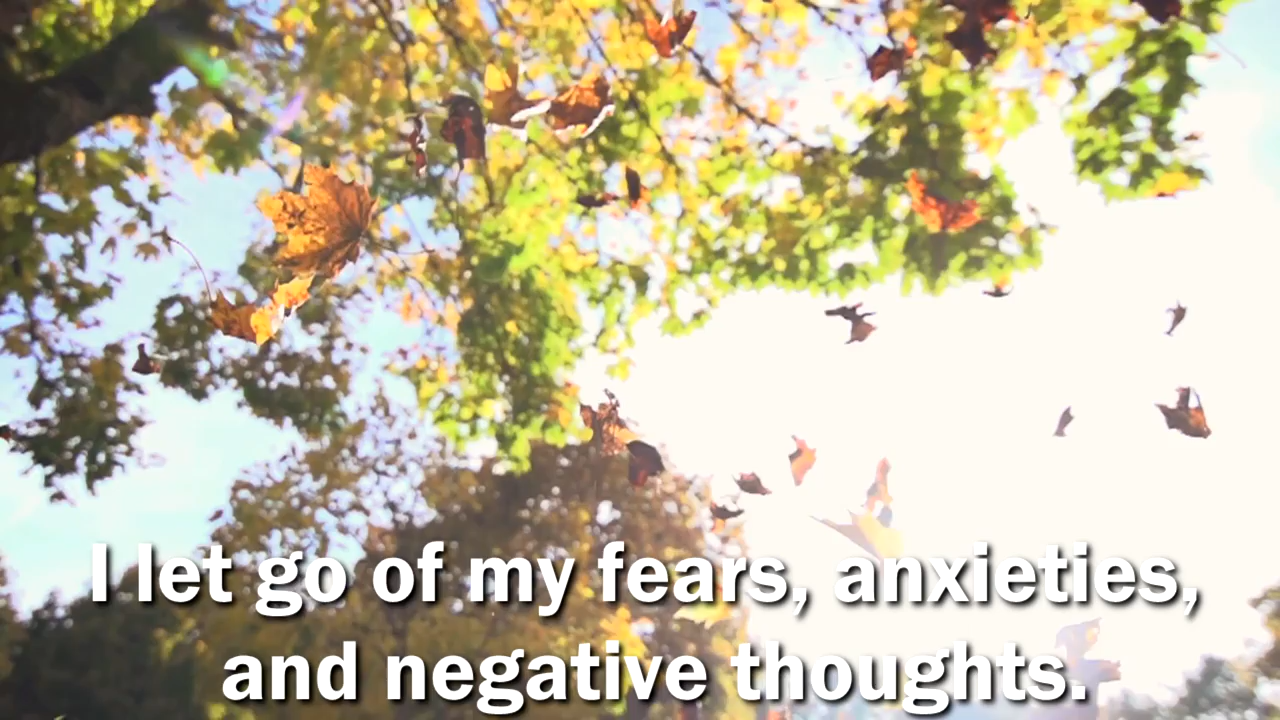 I let go of my fears, anxieties,
and negative thoughts.